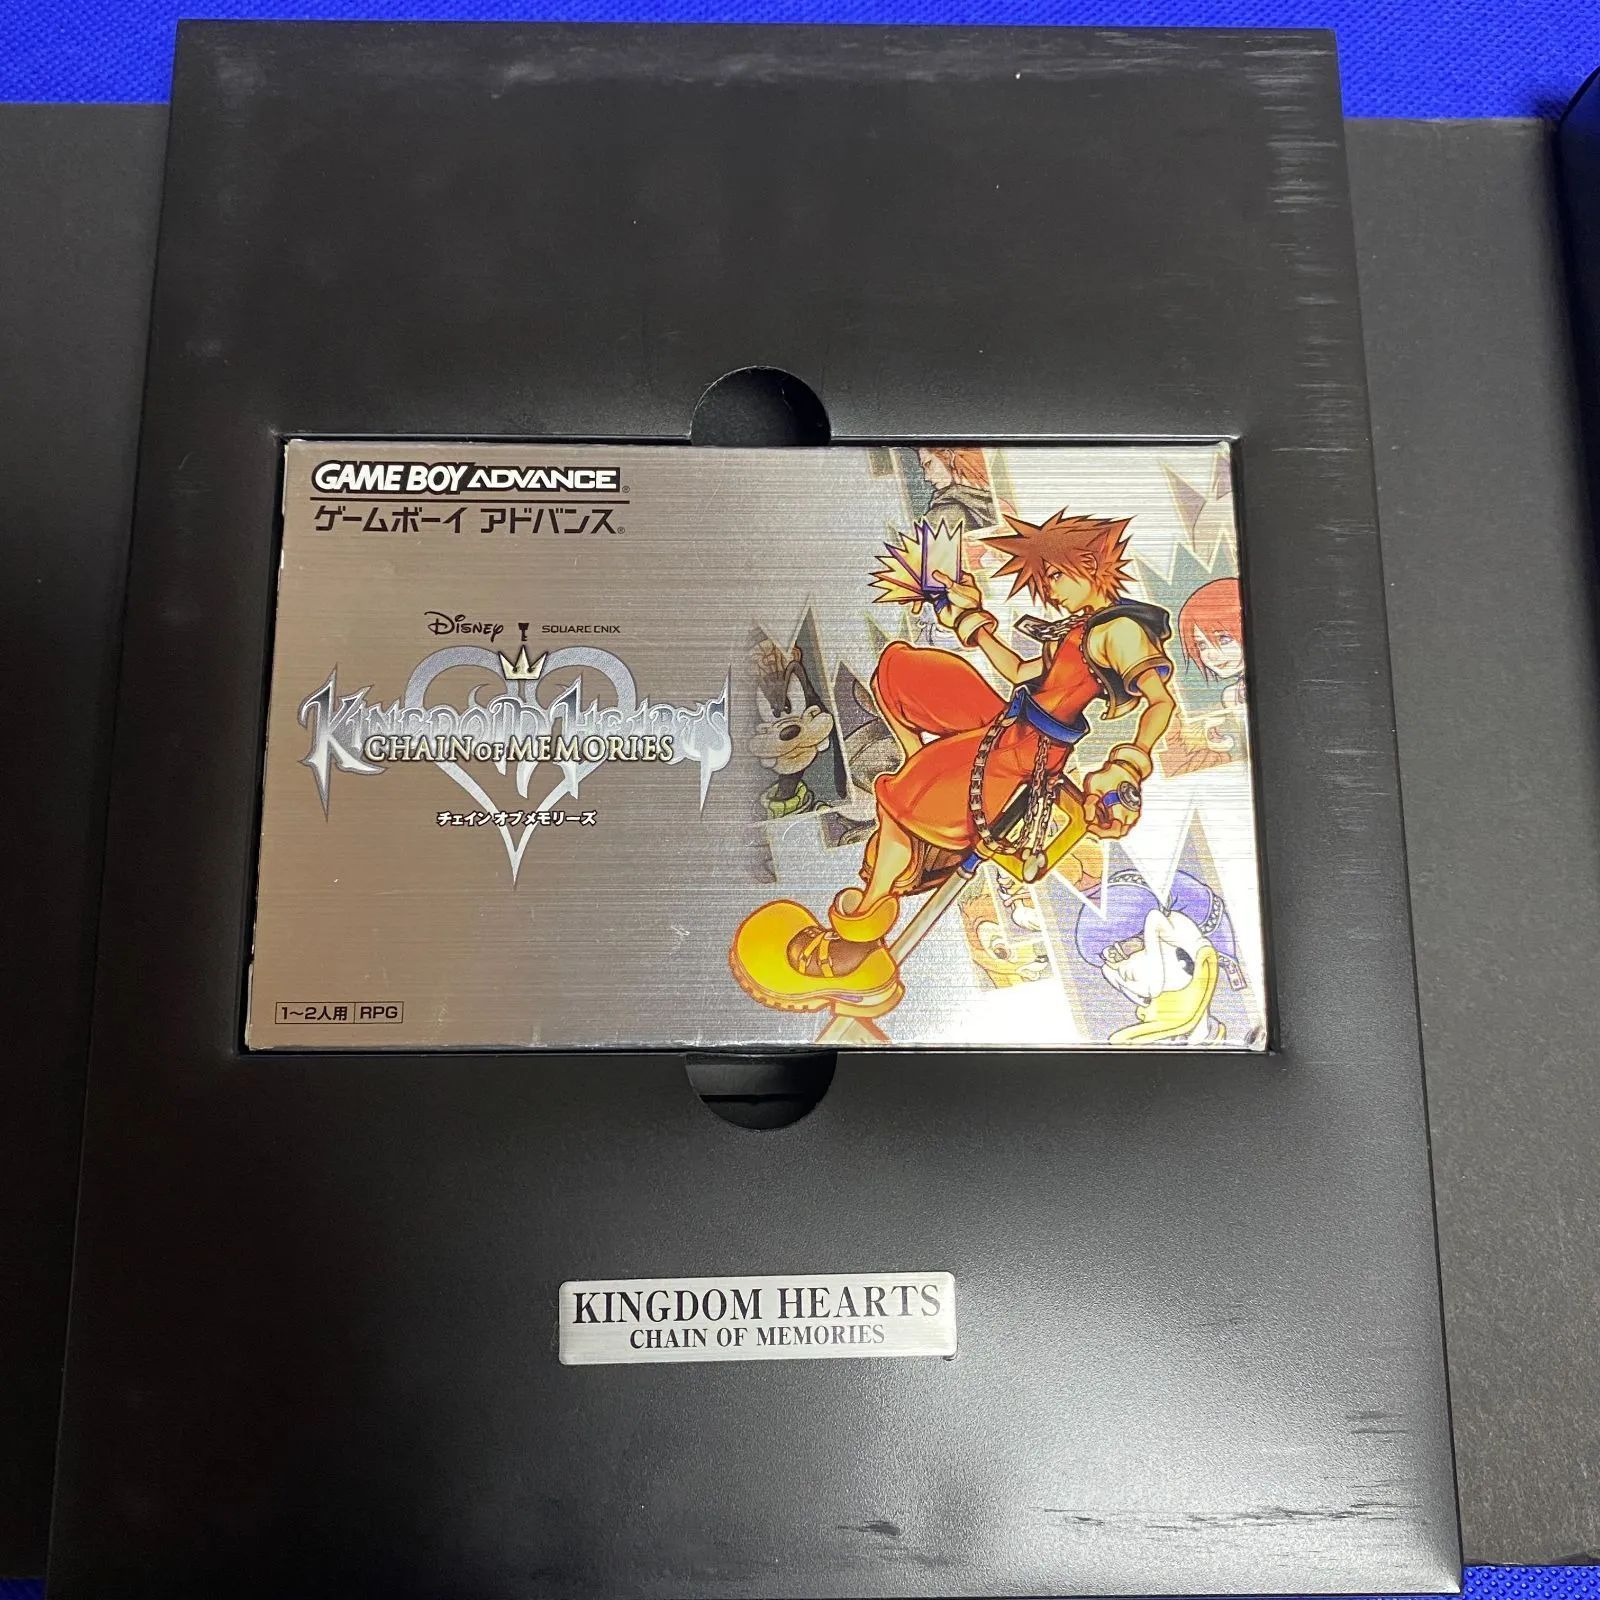 GAME BOY ADVANCE®
ゲームボーイ アドバンス®
Disney SQUARE ENIX
KINGDOM HEARTS
CHAIN OF MEMORIES
チェイン オブ メモリーズ
1〜2人用 RPG
KINGDOM HEARTS
CHAIN OF MEMORIES